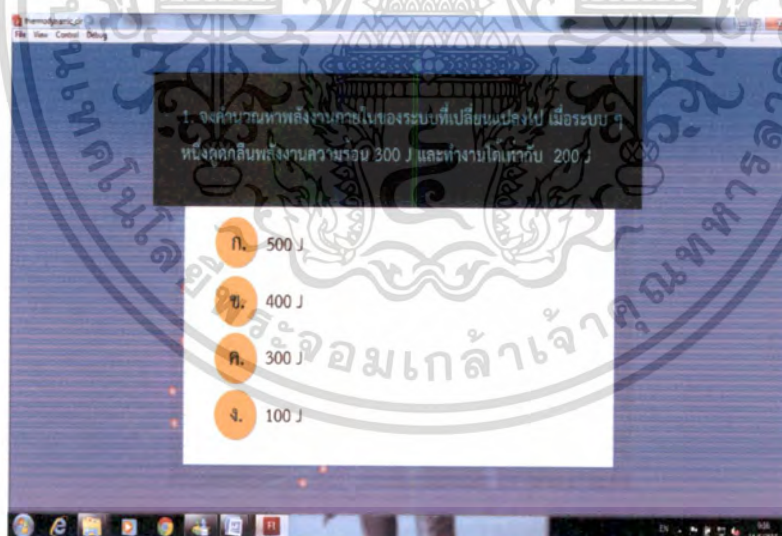 thermodynamic.dir
File View Control Debug
1. จงคำนวณหาพลังงานภายในของระบบที่เปลี่ยนแปลงไป เมื่อระบบ ๆ
หนึ่งดูดกลืนพลังงานความร้อน 300 J และทำงานได้เท่ากับ 200 J
ก. 500 J
ข. 400 J
ค. 300 J
ง. 100 J
พระจอมเกล้าเจ้าคุณทหาร
EN